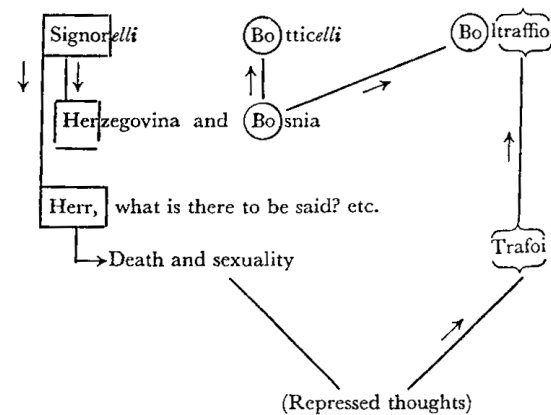 Signorelli Botticelli Boltraffio
Herzegovina and Bosnia
Herr, what is there to be said? etc.
Trafoi
Death and sexuality
(Repressed thoughts)